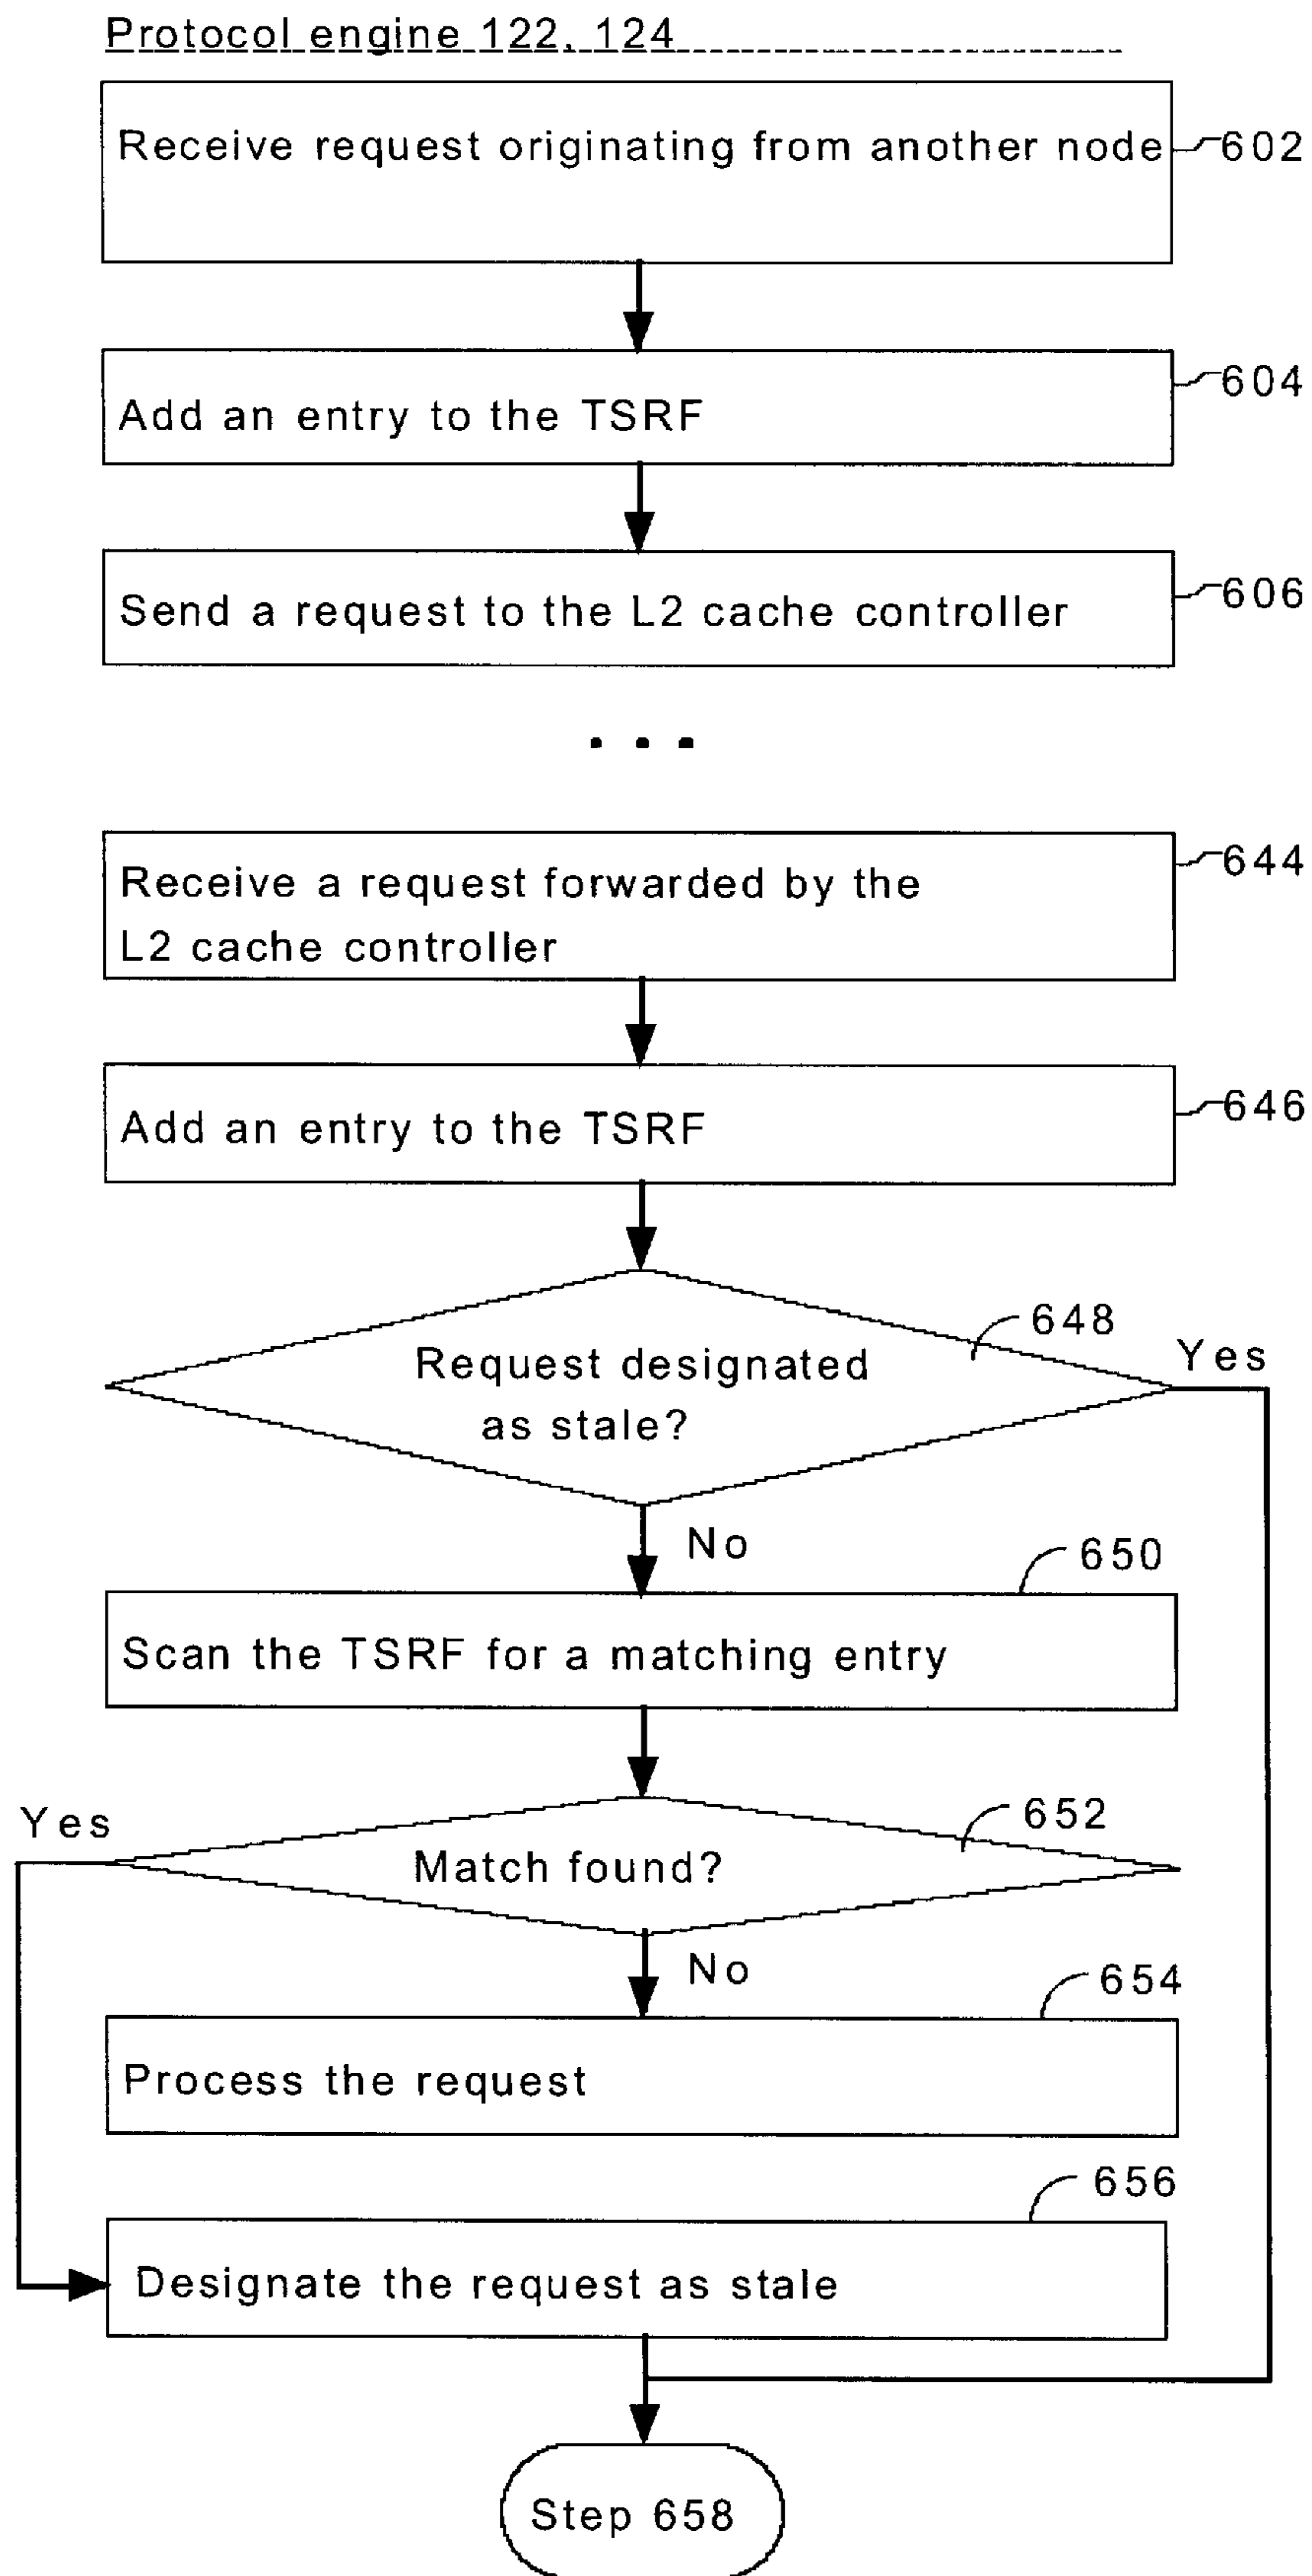 Protocol engine 122, 124
Receive request originating from another node
602
Add an entry to the TSRF
604
Send a request to the L2 cache controller
606
. . .
Receive a request forwarded by the
L2 cache controller
644
Add an entry to the TSRF
646
648
Yes
Request designated
as stale?
No
650
Scan the TSRF for a matching entry
Yes
652
Match found?
No
654
Process the request
656
Designate the request as stale
Step 658